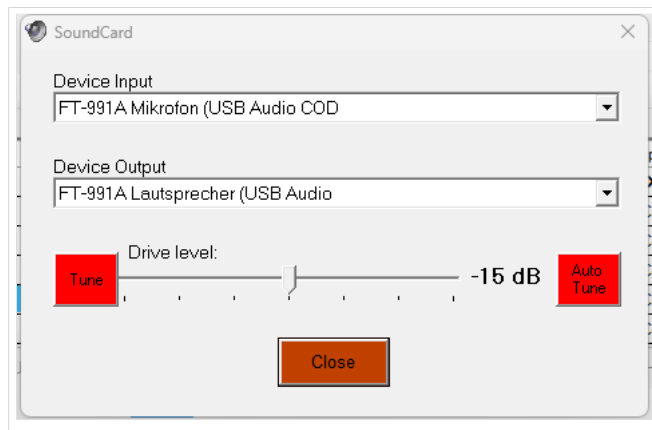 SoundCard
Device Input
FT-991A Mikrofon (USB Audio COD
Device Output
FT-991A Lautsprecher (USB Audio
Drive level:
Tune
-15 dB
Auto
Tune
Close